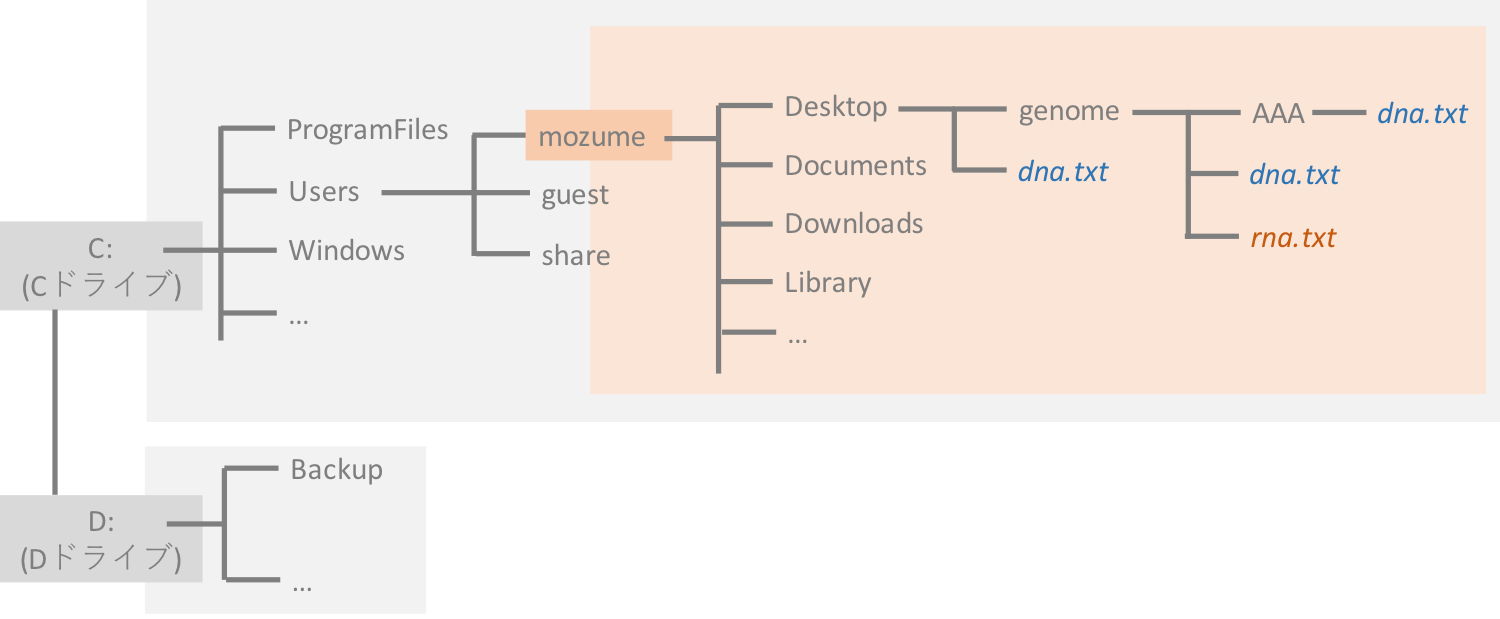 ProgramFiles
Users
Windows
...
C:
(Cドライブ)
mozume
guest
share
Desktop
Documents
Downloads
Library
...
genome
dna.txt
AAA
dna.txt
rna.txt
dna.txt
D:
(Dドライブ)
Backup
...